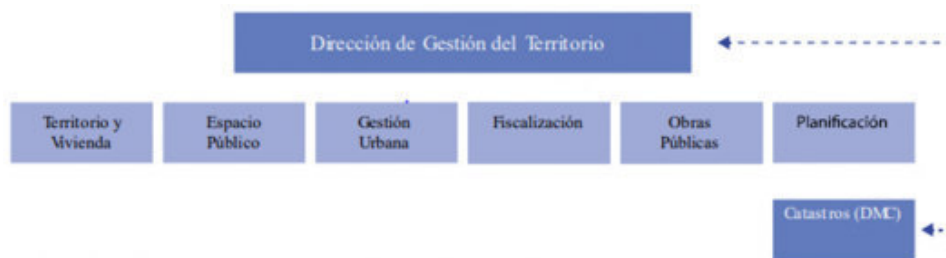 Dirección de Gestión del Territorio
Territorio y
Vivienda
Espacio
Público
Gestión
Urbana
Fiscalización
Obras
Públicas
Planificación
Catastros (DMC)